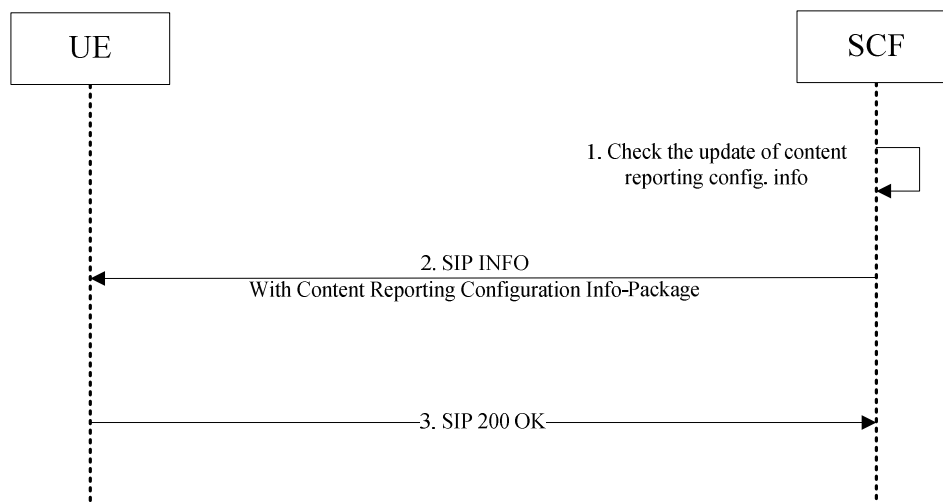 UE
SCF
1. Check the update of content
reporting config. info
2. SIP INFO
With Content Reporting Configuration Info-Package
3. SIP 200 OK